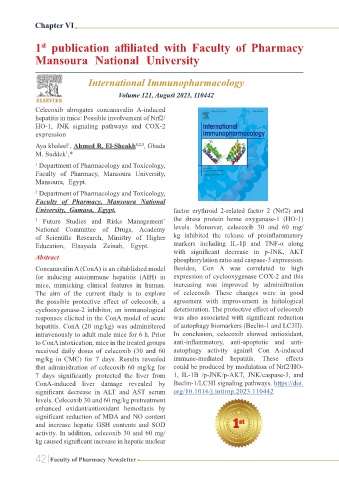 Chapter VI
1st publication affiliated with Faculty of Pharmacy
Mansoura National University
ELSEVIER
International Immunopharmacology
Volume 121, August 2023, 110442
Celecoxib abrogates concanavalin A-induced
hepatitis in mice: Possible involvement of Nrf2/
HO-1, JNK signaling pathways and COX-2
expression
Aya khaleel1, Ahmed R. El-Sheakh1,2,3, Ghada
M. Suddek1,*
1 Department of Pharmacology and Toxicology,
Faculty of Pharmacy, Mansoura University,
Mansoura, Egypt.
2 Department of Pharmacology and Toxicology,
Faculty of Pharmacy, Mansoura National
University, Gamasa, Egypt.
3 Future Studies and Risks Management'
National Committee of Drugs, Academy
of Scientific Research, Ministry of Higher
Education, Elsayeda Zeinab, Egypt.
Abstract
Concanavalin A (ConA) is an established model
for inducing autoimmune hepatitis (AIH) in
mice, mimicking clinical features in human.
The aim of the current study is to explore
the possible protective effect of celecoxib, a
cyclooxygenase-2 inhibitor, on immunological
responses elicited in the ConA model of acute
hepatitis. ConA (20 mg/kg) was administered
intravenously to adult male mice for 6 h. Prior
to ConA intoxication, mice in the treated groups
received daily doses of celecoxib (30 and 60
mg/kg in CMC) for 7 days. Results revealed
that administration of celecoxib 60 mg/kg for
7 days significantly protected the liver from
ConA-induced liver damage revealed by
significant decrease in ALT and AST serum
levels. Celecoxib 30 and 60 mg/kg pretreatment
enhanced oxidant/antioxidant hemostasis by
significant reduction of MDA and NO content
and increase hepatic GSH contents and SOD
activity. In addition, celecoxib 30 and 60 mg/
kg caused significant increase in hepatic nuclear
International
Immunopharmacology
factor erythroid 2-related factor 2 (Nrf2) and
the stress protein heme oxygenase-1 (HO-1)
levels. Moreover, celecoxib 30 and 60 mg/
kg inhibited the release of proinflammatory
markers including IL-1β and TNF-α along
with significant decrease in p-JNK, AKT
phosphorylation ratio and caspase-3 expression.
Besides, Con A was correlated to high
expression of cyclooxygenase COX-2 and this
increasing was improved by administration
of celecoxib. These changes were in good
agreement with improvement in histological
deterioration. The protective effect of celecoxib
was also associated with significant reduction
of autophagy biomarkers (Beclin-1 and LC3II).
In conclusion, celecoxib showed antioxidant,
anti-inflammatory, anti-apoptotic and anti-
autophagy activity against Con A-induced
immune-mediated hepatitis. These effects
could be produced by modulation of Nrf2/HO-
1, IL-1B /p-JNK/p-AKT, JNK/caspase-3, and
Beclin-1/LC3II signaling pathways. https://doi.
org/10.1016/j.intimp.2023.110442
1st
42 Faculty of Pharmacy Newsletter